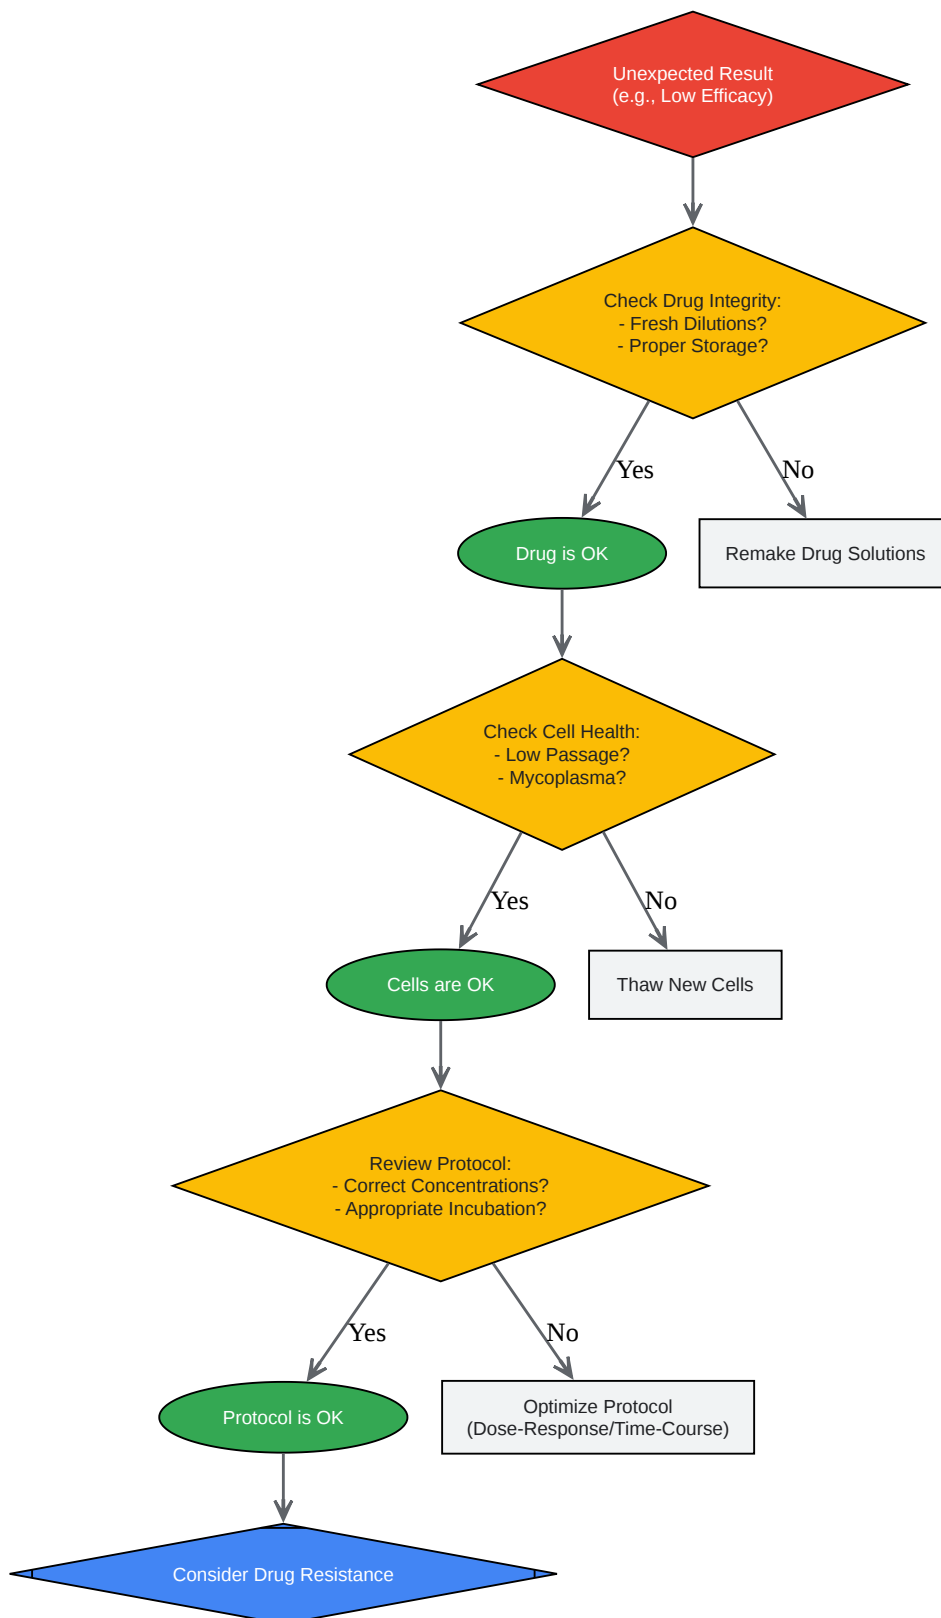 Unexpected Result
(e.g., Low Efficacy)
Check Drug Integrity:
- Fresh Dilutions?
- Proper Storage?
Yes
No
Drug is OK
Remake Drug Solutions
Check Cell Health:
- Low Passage?
- Mycoplasma?
Yes
No
Cells are OK
Thaw New Cells
Review Protocol:
- Correct Concentrations?
- Appropriate Incubation?
Yes
No
Protocol is OK
Optimize Protocol
(Dose-Response/Time-Course)
Consider Drug Resistance